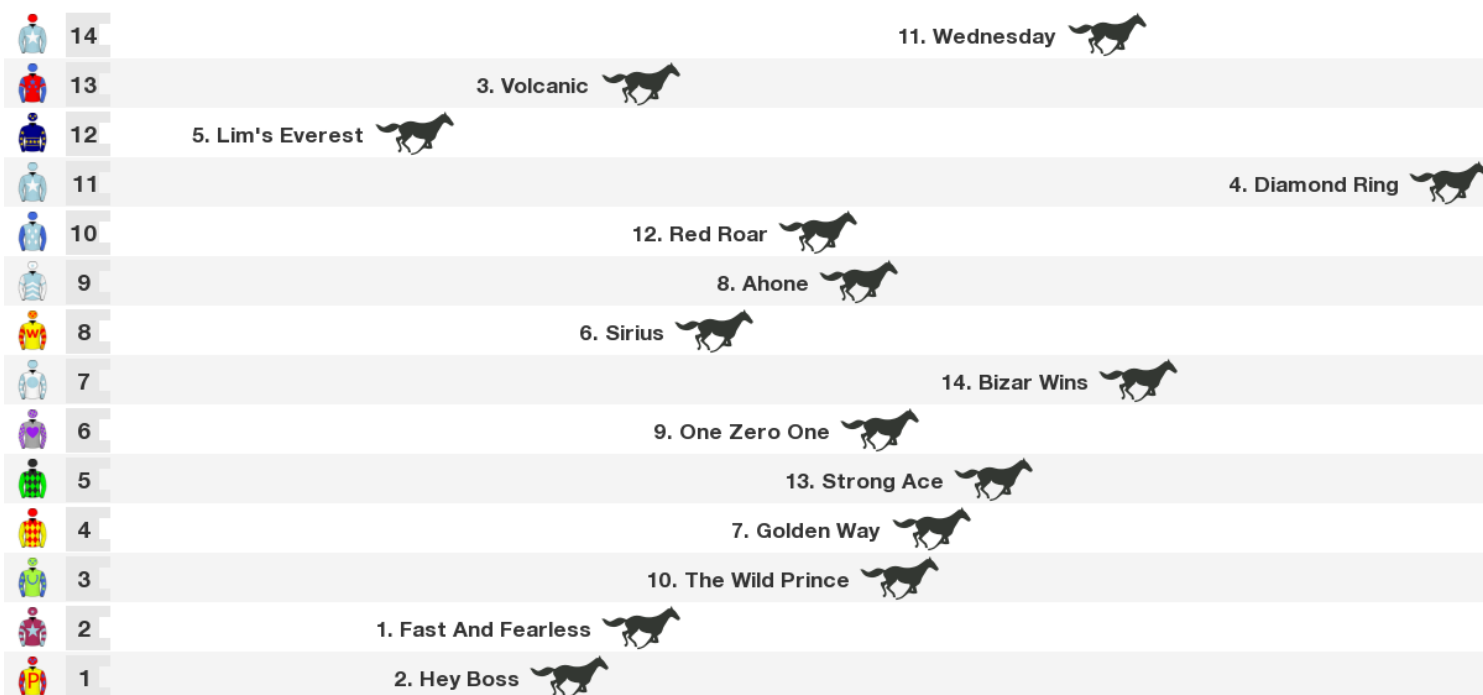 14 11. Wednesday
13 3. Volcanic
12 5. Lim's Everest
11 4. Diamond Ring
10 12. Red Roar
9 8. Ahone
W 8 6. Sirius
7 14. Bizar Wins
6 9. One Zero One
5 13. Strong Ace
4 7. Golden Way
3 10. The Wild Prince
2 1. Fast And Fearless
P 1 2. Hey Boss